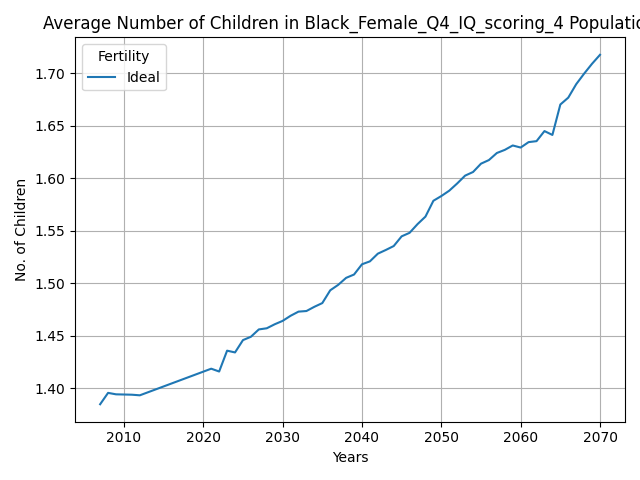 Average Number of Children in Black_Female_Q4_IQ_scoring_4 Populatio
Fertility
Ideal
No. of Children
1.70
1.65
1.60
1.55
1.50
1.45
1.40
2010 2020 2030 2040 2050 2060 2070
Years